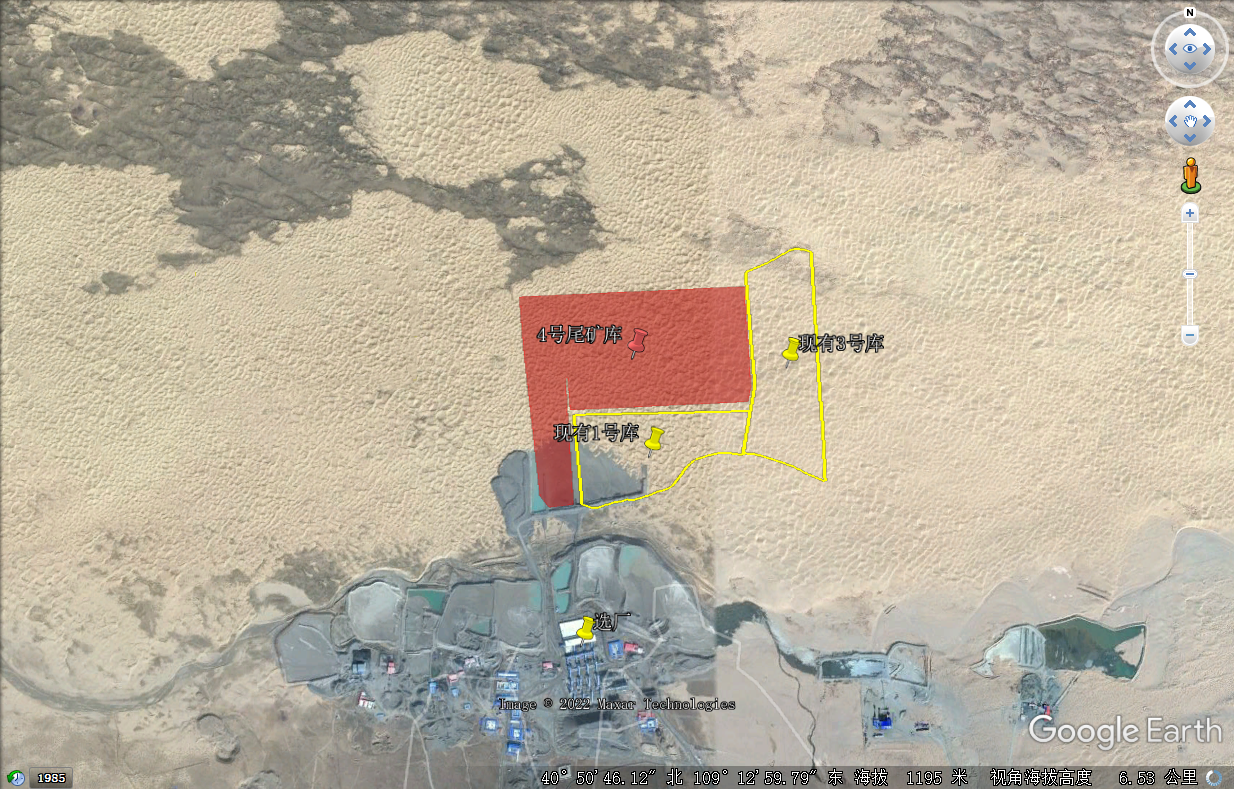 N
4号尾矿库
现有3号库
现有1号库
选厂
Image © 2022 Maxar Technologies
Google Earth
1985
40°50'46.12" 北 109°12'59.79" 东 海拔 1195 米 视角海拔高度 6.53 公里